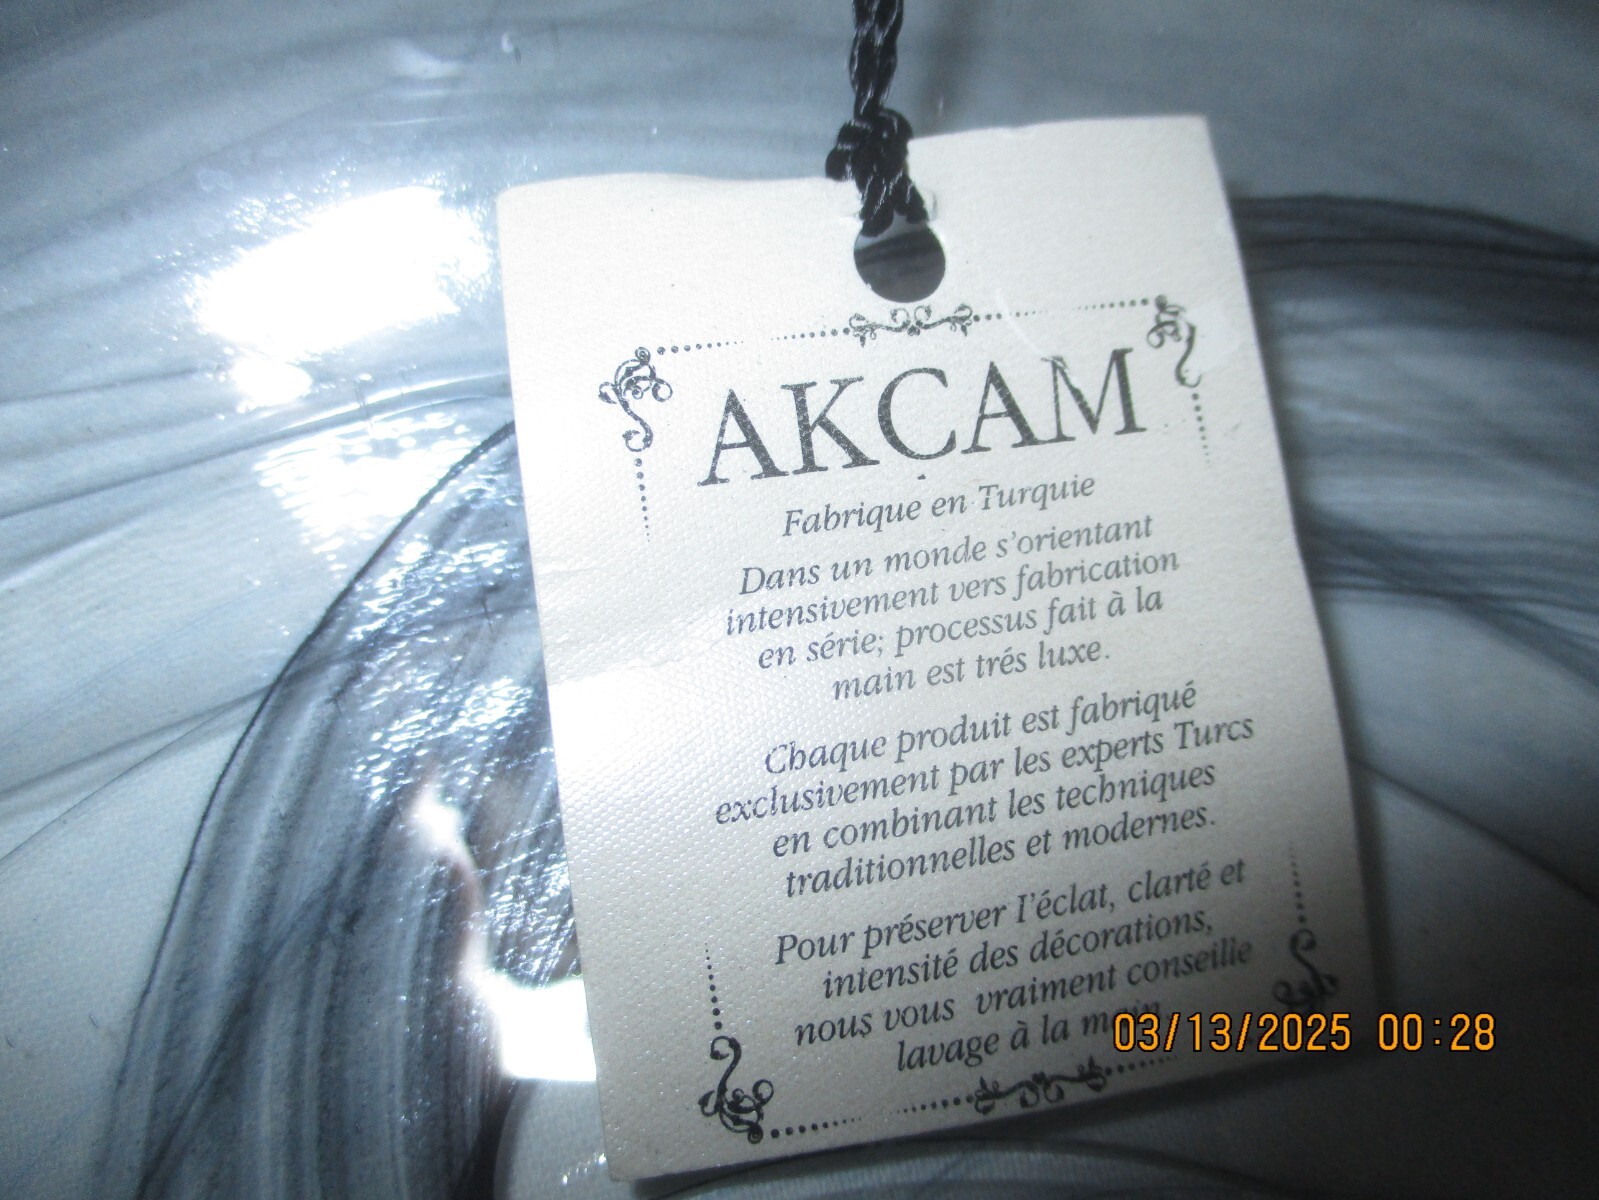 AKÇAM
Fabrique en Turquie
Dans un monde s'orientant
intensivement vers fabrication
en série; processus fait à la
main est trés luxe.
Chaque produit est fabriqué
exclusivement par les experts Turcs
en combinant les techniques
traditionnelles et modernes.
Pour préserver I'éclat, clarté et
intensité des décorations,
nous vous vraiment conseille
lavage à la main
03/13/2025 00:28